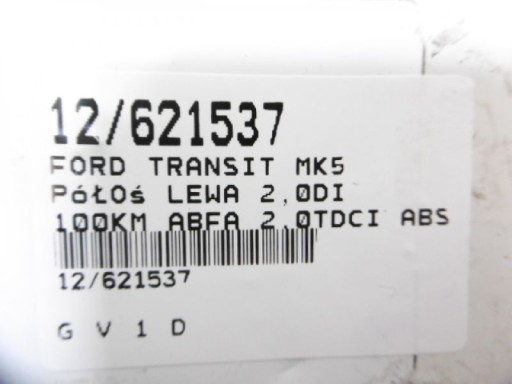 12/621537
FORD TRANSIT MK5
PÓŁOś LEWA 2,0DI
100KM ABFA 2.0TDCI ABS
12/621537
G V 1 D